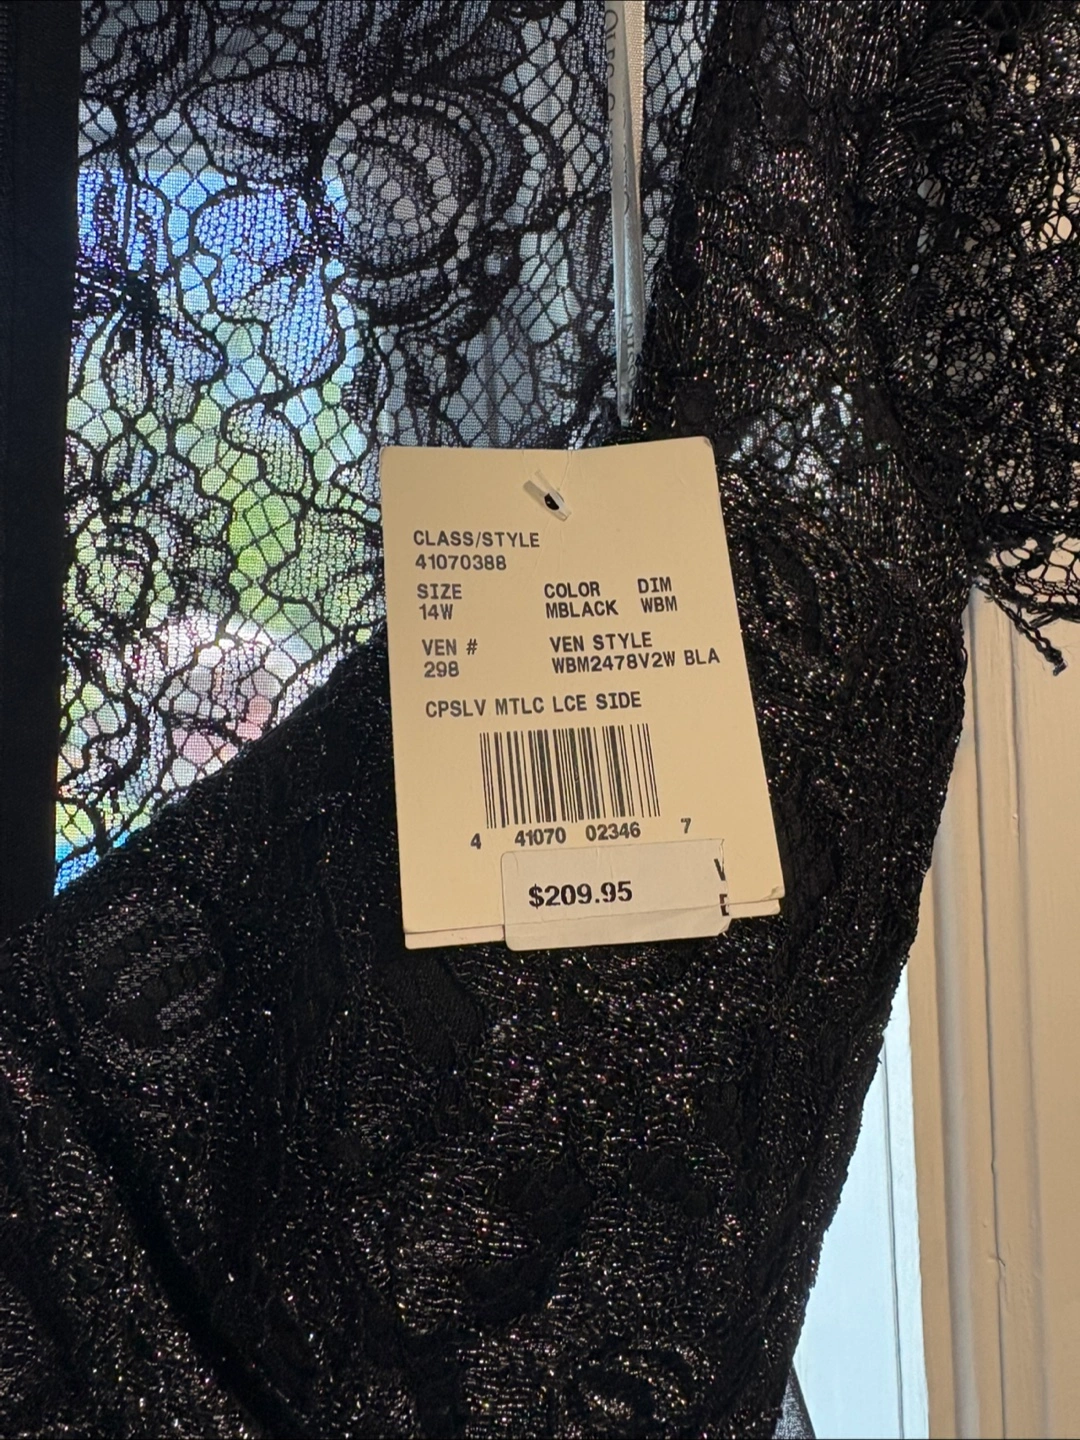 CLASS/STYLE
41070388
SIZE COLOR DIM
14W MBLACK WBM
VEN # VEN STYLE
298 WBM2478V2W BLA
CPSLV MTLC LCE SIDE
4 41070 02346 7
$209.95